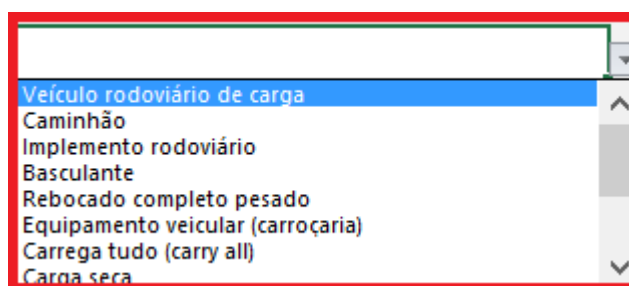 Veículo rodoviário de carga
Caminhão
Implemento rodoviário
Basculante
Rebocado completo pesado
Equipamento veicular (carroçaria)
Carrega tudo (carry all)
Carga seca